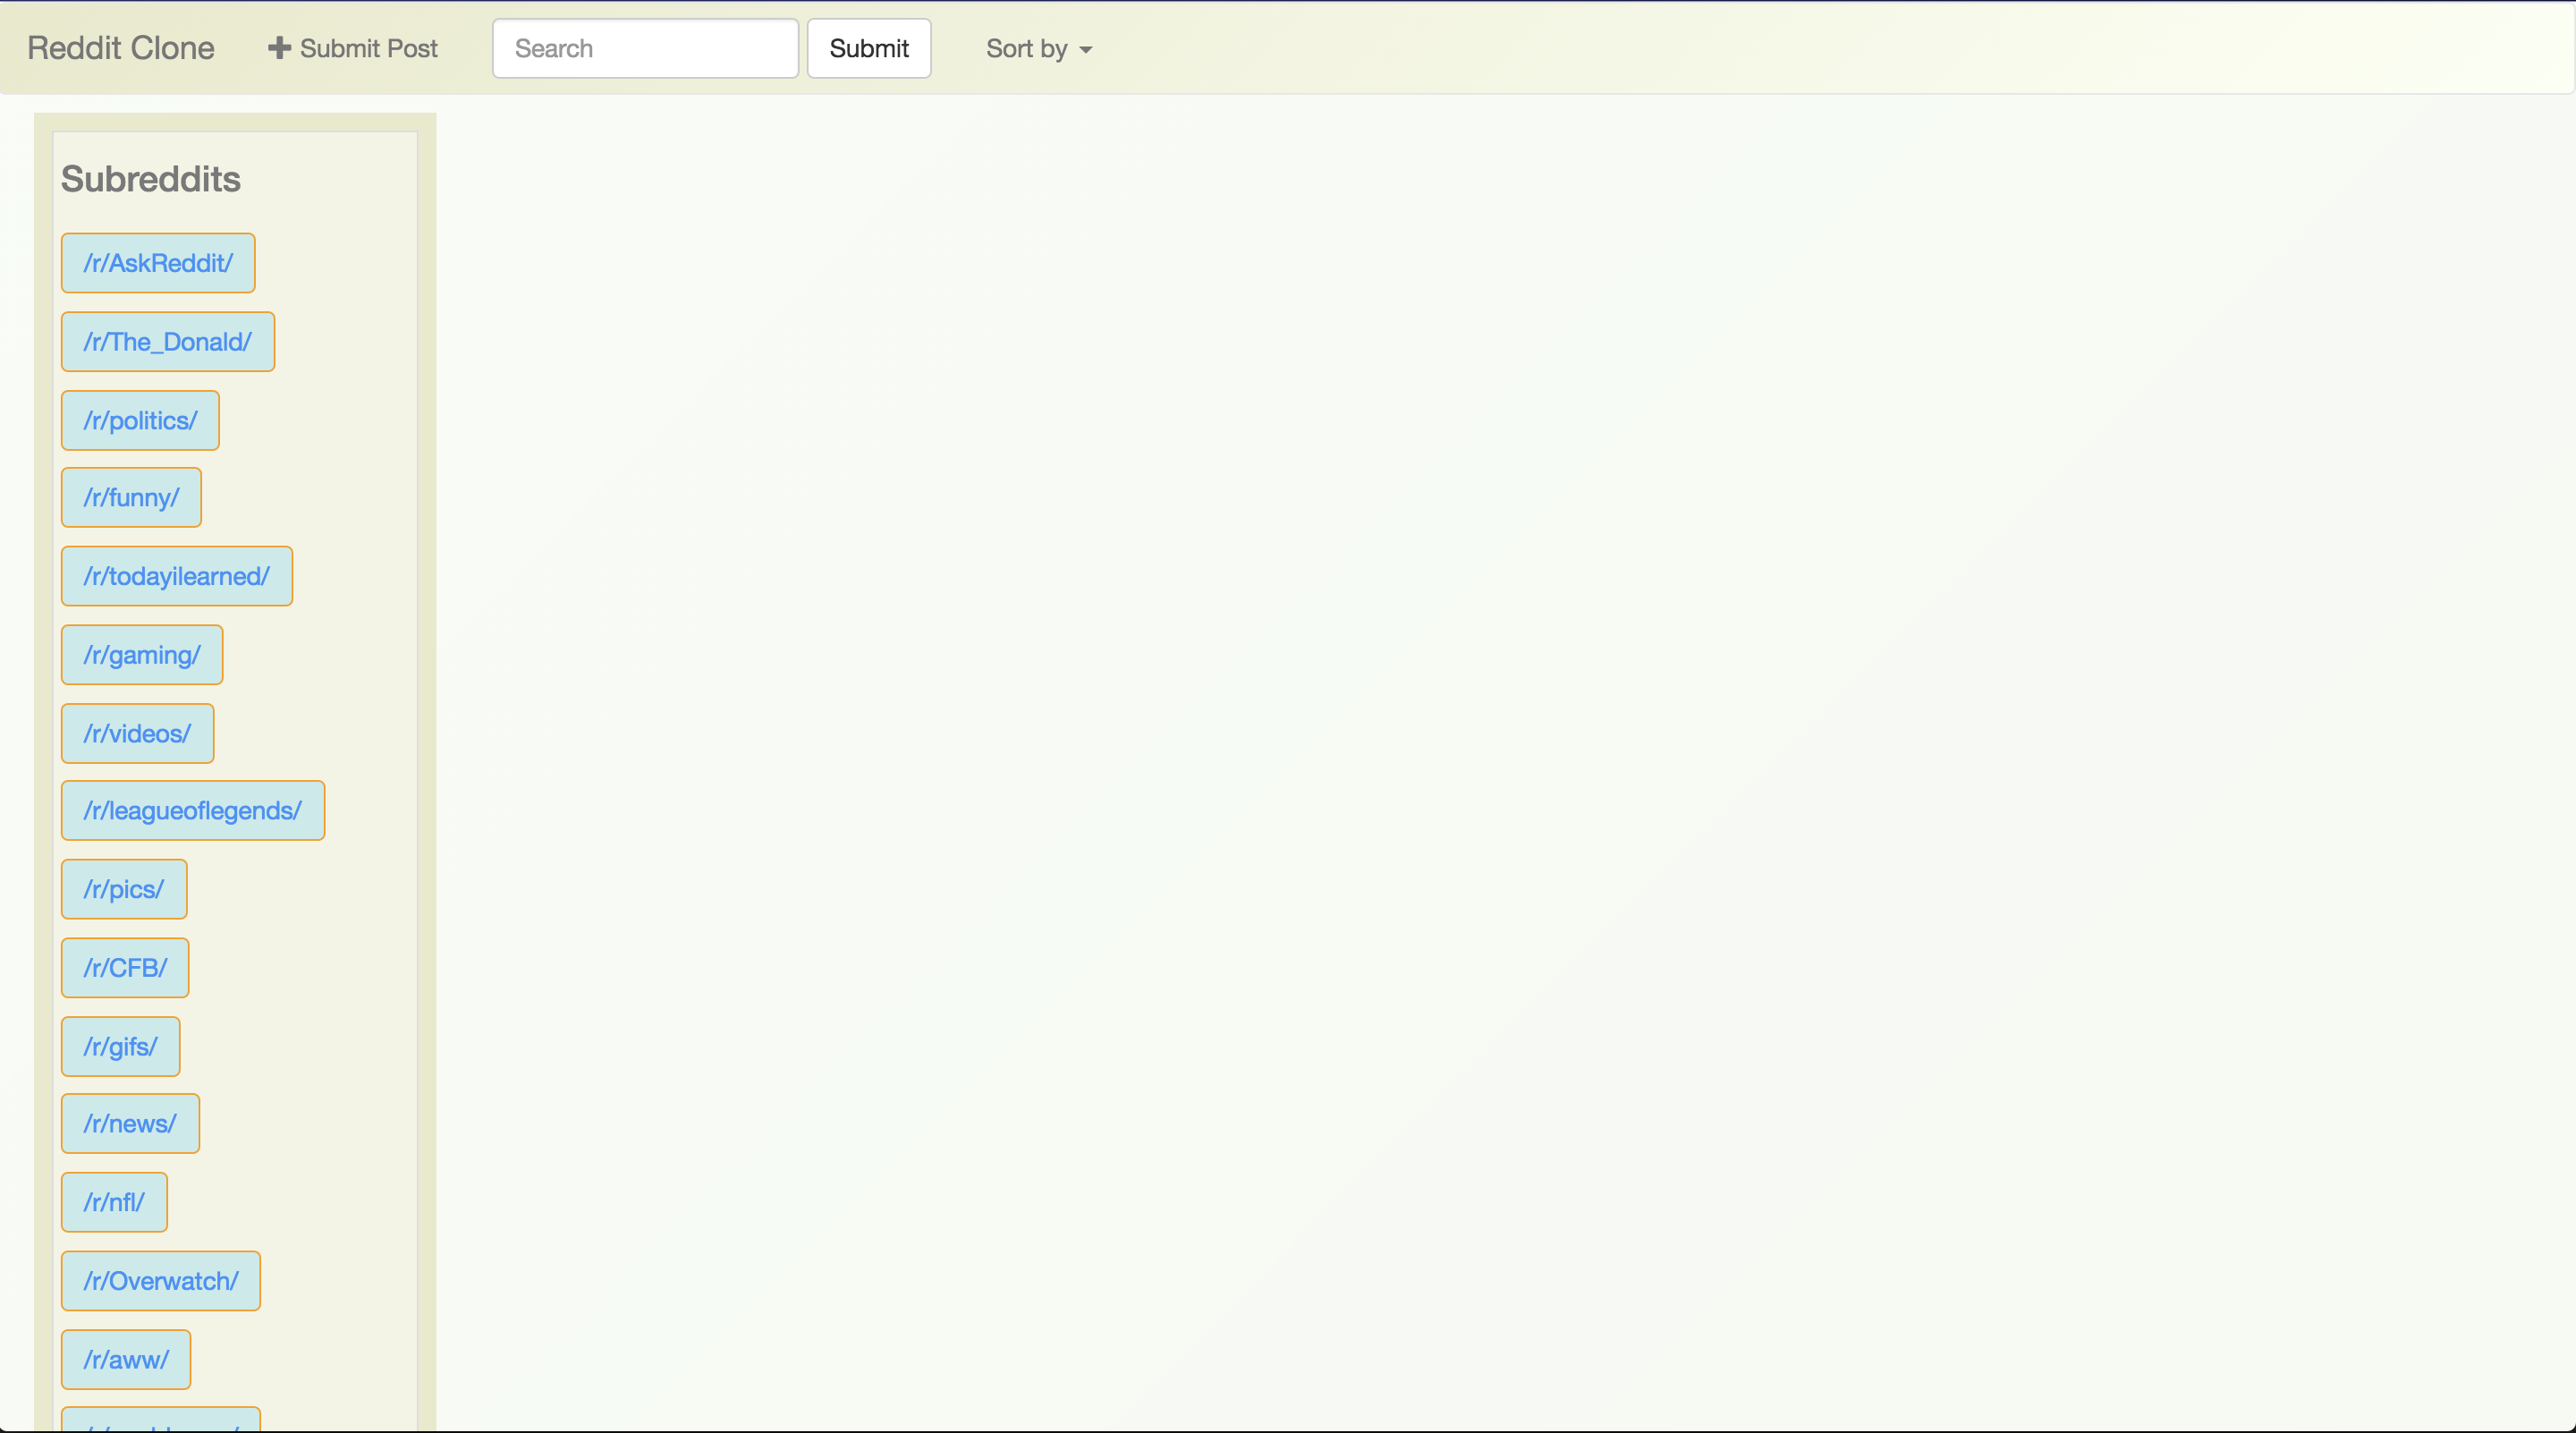 Reddit Clone Submit Post Search Submit Sort by
Subreddits
/r/AskReddit/
/r/The_Donald/
/r/politics/
/r/funny/
/r/todayilearned/
/r/gaming/
/r/videos/
/r/leagueoflegends/
/r/pics/
/r/CFB/
/r/gifs/
/r/news/
/r/nfl/
/r/Overwatch/
/r/aww/